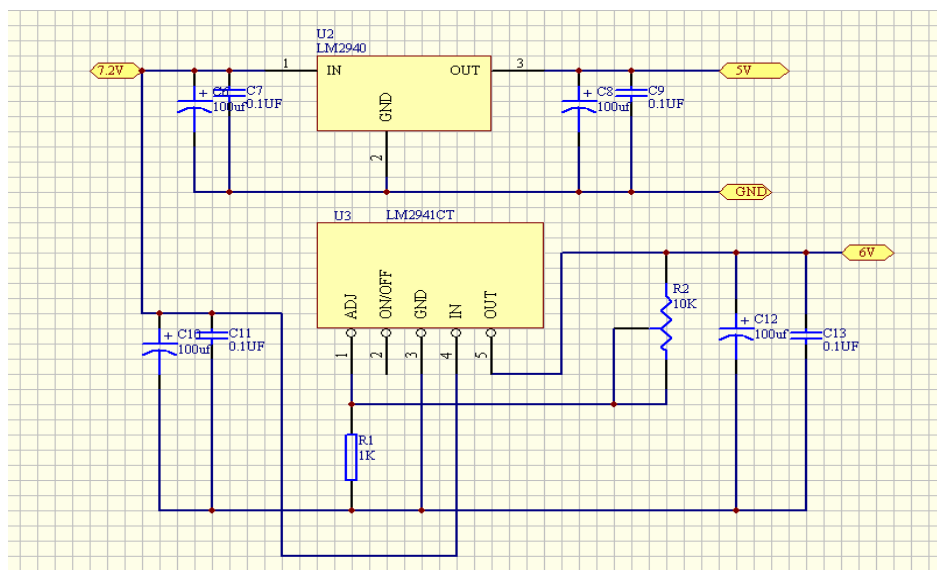 U2
LM2940
7.2V
1
IN
OUT
3
5V
GND
2
C6
100uf
C7
0.1UF
C8
100uf
C9
0.1UF
GND
U3
LM2941CT
ADJ
ON/OFF
GND
IN
OUT
1
2
3
4
5
6V
R2
10K
C10
100uf
C11
0.1UF
C12
100uf
C13
0.1UF
R1
1K